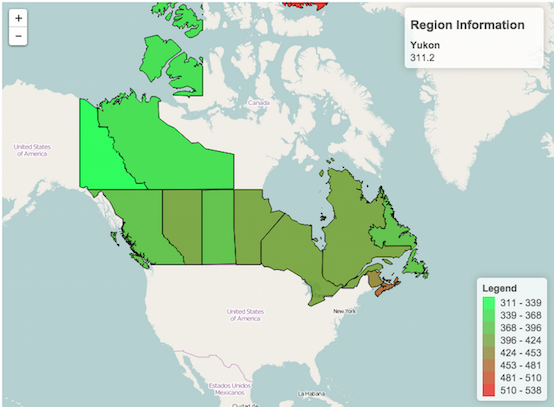 +
−
Region Information
Yukon
311.2
Canada
United States
of America
United States
of America
New York
Estados Unidos
Mexicanos
La Habana
Ciudad de
Legend
311 - 339
339 - 368
368 - 396
396 - 424
424 - 453
453 - 481
481 - 510
510 - 538